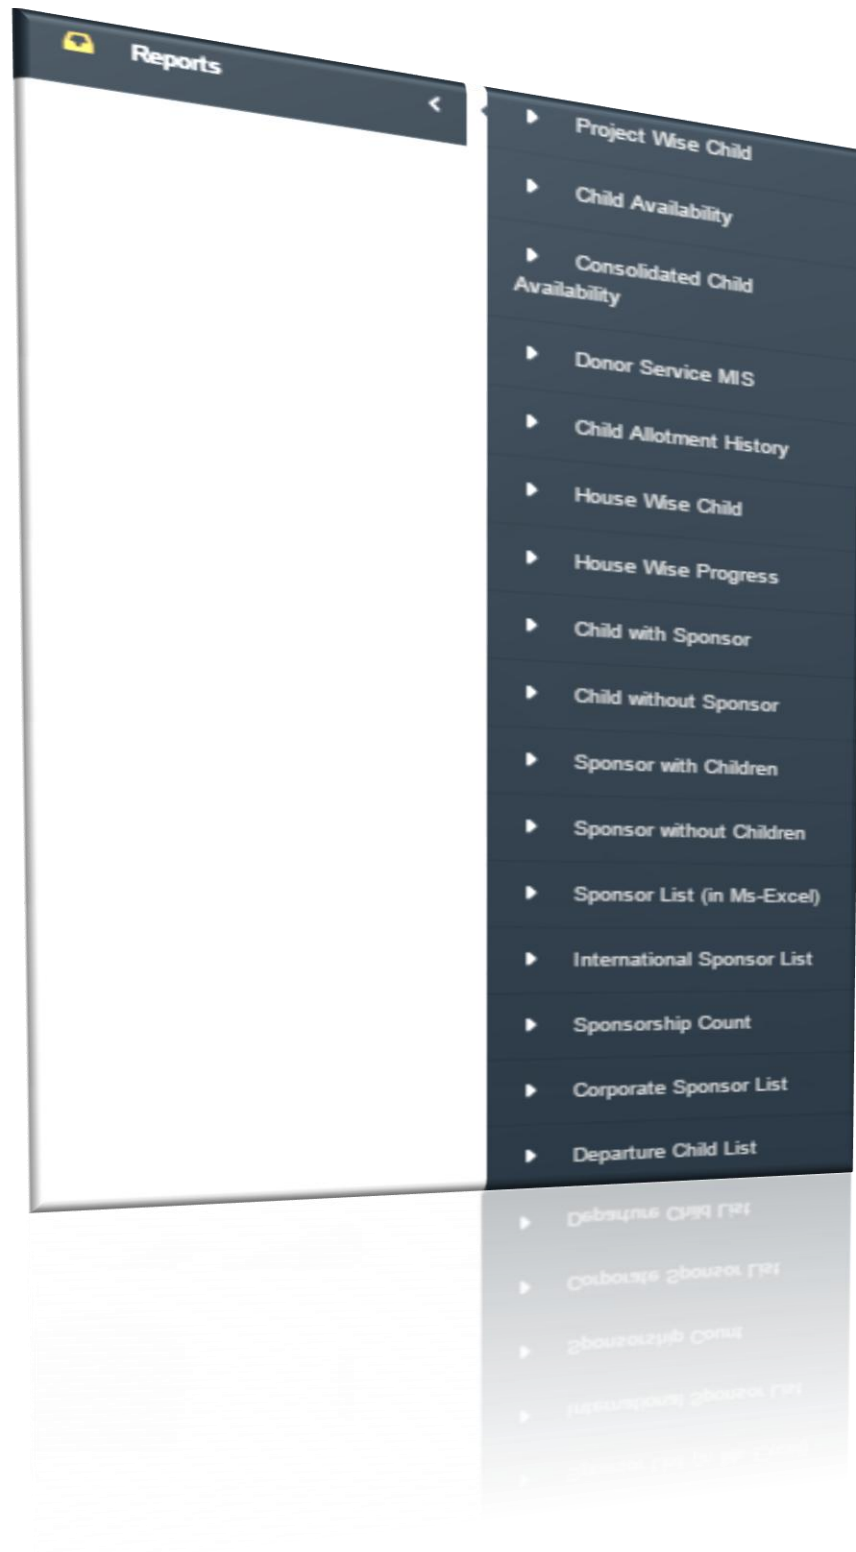 Reports
Project Wise Child
Child Availability
Consolidated Child
Availability
Donor Service MIS
Child Allotment History
House Wise Child
House Wise Progress
Child with Sponsor
Child without Sponsor
Sponsor with Children
Sponsor without Children
Sponsor List (in Ms-Excel)
International Sponsor List
Sponsorship Count
Corporate Sponsor List
Departure Child List